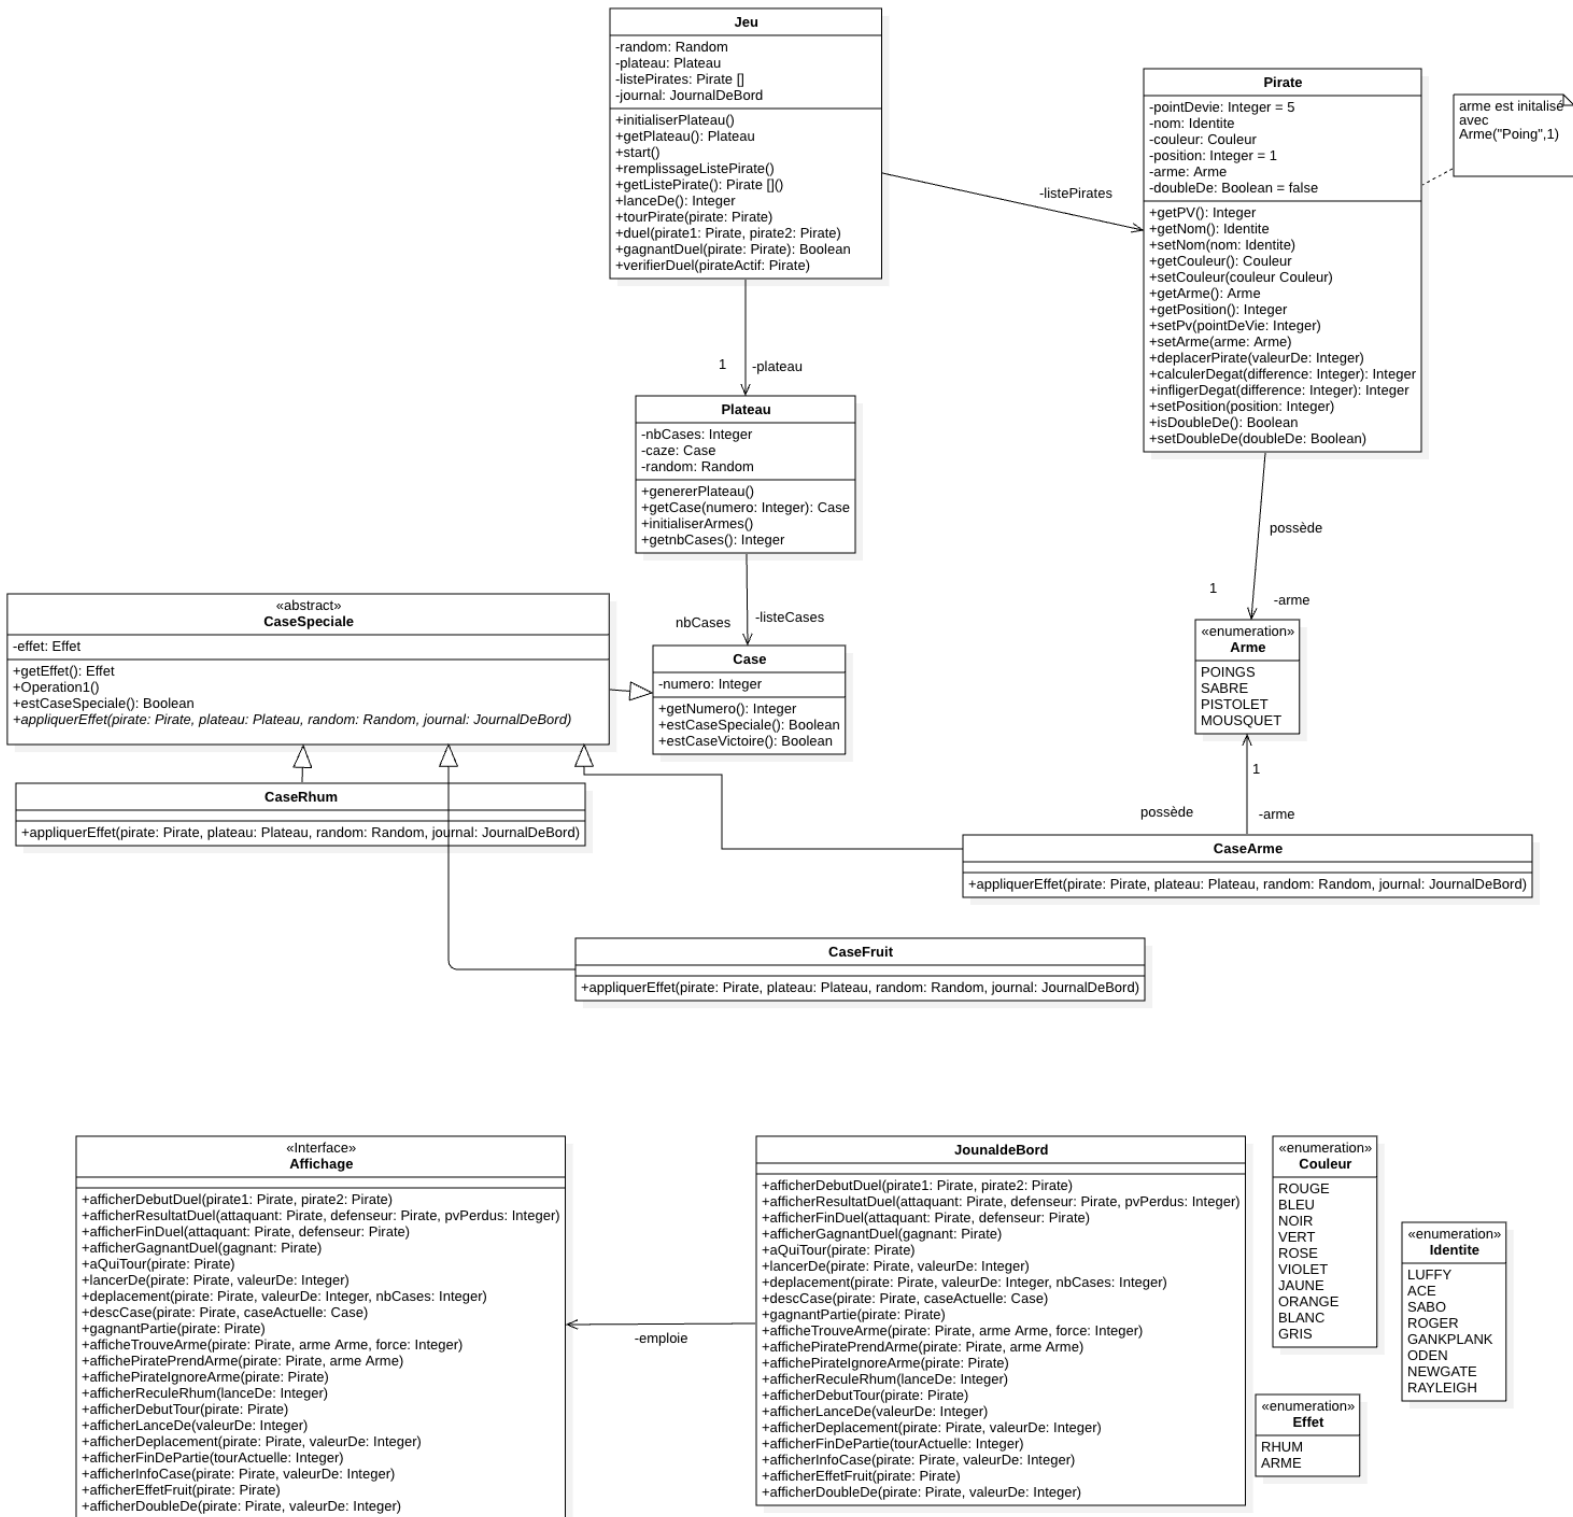 Jeu
-random: Random
-plateau: Plateau
-listePirates: Pirate []
-journal: JournalDeBord
+initialiserPlateau()
+getPlateau(): Plateau
+start()
+remplissageListePirate()
+getListePirate(): Pirate []()
+lanceDe(): Integer
+tourPirate(pirate: Pirate)
+duel(pirate1: Pirate, pirate2: Pirate)
+gagnantDuel(pirate: Pirate): Boolean
+verifierDuel(pirateActif: Pirate)
-listePirates
Pirate
-pointDevie: Integer = 5
-nom: Identite
-couleur: Couleur
-position: Integer = 1
-arme: Arme
-doubleDe: Boolean = false
+getPV(): Integer
+getNom(): Identite
+setNom(nom: Identite)
+getCouleur(): Couleur
+setCouleur(couleur Couleur)
+getArme(): Arme
+getPosition(): Integer
+setPv(pointDeVie: Integer)
+setArme(arme: Arme)
+deplacerPirate(valeurDe: Integer)
+calculerDegat(difference: Integer): Integer
+infligerDegat(difference: Integer): Integer
+setPosition(position: Integer)
+isDoubleDe(): Boolean
+setDoubleDe(doubleDe: Boolean)
arme est initalisé
avec
Arme("Poing",1)
1
-plateau
Plateau
-nbCases: Integer
-caze: Case
-random: Random
+genererPlateau()
+getCase(numero: Integer): Case
+initialiserArmes()
+getnbCases(): Integer
possède
1
-arme
nbCases
-listeCases
«abstract»
CaseSpeciale
-effet: Effet
+getEffet(): Effet
+Operation1()
+estCaseSpeciale(): Boolean
+appliquerEffet(pirate: Pirate, plateau: Plateau, random: Random, journal: JournalDeBord)
Case
-numero: Integer
+getNumero(): Integer
+estCaseSpeciale(): Boolean
+estCaseVictoire(): Boolean
«enumeration»
Arme
POINGS
SABRE
PISTOLET
MOUSQUET
1
possède
-arme
CaseRhum
+appliquerEffet(pirate: Pirate, plateau: Plateau, random: Random, journal: JournalDeBord)
CaseArme
+appliquerEffet(pirate: Pirate, plateau: Plateau, random: Random, journal: JournalDeBord)
CaseFruit
+appliquerEffet(pirate: Pirate, plateau: Plateau, random: Random, journal: JournalDeBord)
«Interface»
Affichage
+afficherDebutDuel(pirate1: Pirate, pirate2: Pirate)
+afficherResultatDuel(attaquant: Pirate, defenseur: Pirate, pvPerdus: Integer)
+afficherFinDuel(attaquant: Pirate, defenseur: Pirate)
+afficherGagnantDuel(gagnant: Pirate)
+aQuiTour(pirate: Pirate)
+lancerDe(pirate: Pirate, valeurDe: Integer)
+deplacement(pirate: Pirate, valeurDe: Integer, nbCases: Integer)
+descCase(pirate: Pirate, caseActuelle: Case)
+gagnantPartie(pirate: Pirate)
+afficheTrouveArme(pirate: Pirate, arme Arme, force: Integer)
+affichePiratePrendArme(pirate: Pirate, arme Arme)
+affichePirateIgnoreArme(pirate: Pirate)
+afficherReculeRhum(lanceDe: Integer)
+afficherDebutTour(pirate: Pirate)
+afficherLanceDe(valeurDe: Integer)
+afficherDeplacement(pirate: Pirate, valeurDe: Integer)
+afficherFinDePartie(tourActuelle: Integer)
+afficherInfoCase(pirate: Pirate, valeurDe: Integer)
+afficherEffetFruit(pirate: Pirate)
+afficherDoubleDe(pirate: Pirate, valeurDe: Integer)
-emploie
JounaldeBord
+afficherDebutDuel(pirate1: Pirate, pirate2: Pirate)
+afficherResultatDuel(attaquant: Pirate, defenseur: Pirate, pvPerdus: Integer)
+afficherFinDuel(attaquant: Pirate, defenseur: Pirate)
+afficherGagnantDuel(gagnant: Pirate)
+aQuiTour(pirate: Pirate)
+lancerDe(pirate: Pirate, valeurDe: Integer)
+deplacement(pirate: Pirate, valeurDe: Integer, nbCases: Integer)
+descCase(pirate: Pirate, caseActuelle: Case)
+gagnantPartie(pirate: Pirate)
+afficheTrouveArme(pirate: Pirate, arme Arme, force: Integer)
+affichePiratePrendArme(pirate: Pirate, arme Arme)
+affichePirateIgnoreArme(pirate: Pirate)
+afficherReculeRhum(lanceDe: Integer)
+afficherDebutTour(pirate: Pirate)
+afficherLanceDe(valeurDe: Integer)
+afficherDeplacement(pirate: Pirate, valeurDe: Integer)
+afficherFinDePartie(tourActuelle: Integer)
+afficherInfoCase(pirate: Pirate, valeurDe: Integer)
+afficherEffetFruit(pirate: Pirate)
+afficherDoubleDe(pirate: Pirate, valeurDe: Integer)
«enumeration»
Couleur
ROUGE
BLEU
NOIR
VERT
ROSE
VIOLET
JAUNE
ORANGE
BLANC
GRIS
«enumeration»
Identite
LUFFY
ACE
SABO
ROGER
GANKPLANK
ODEN
NEWGATE
RAYLEIGH
«enumeration»
Effet
RHUM
ARME